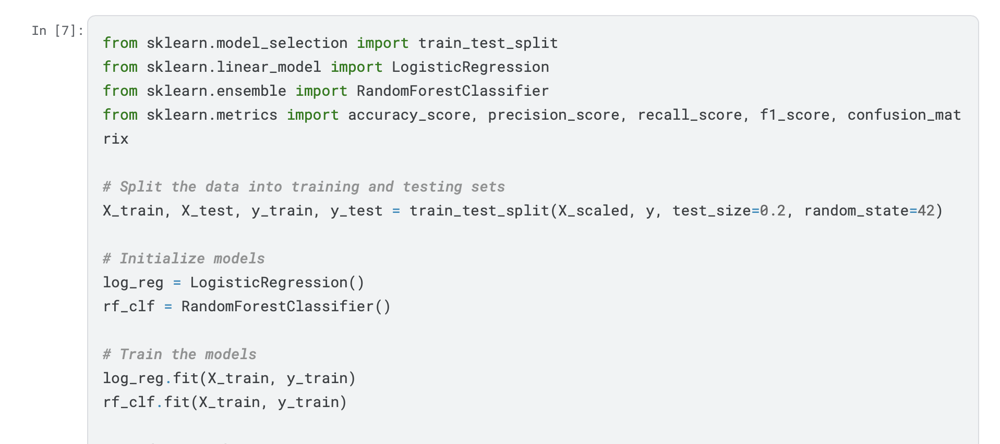 In [7]:
from sklearn.model_selection import train_test_split
from sklearn.linear_model import LogisticRegression
from sklearn.ensemble import RandomForestClassifier
from sklearn.metrics import accuracy_score, precision_score, recall_score, f1_score, confusion_mat
rix
# Split the data into training and testing sets
X_train, X_test, y_train, y_test = train_test_split(X_scaled, y, test_size=0.2, random_state=42)
# Initialize models
log_reg = LogisticRegression()
rf_clf = RandomForestClassifier()
# Train the models
log_reg.fit(X_train, y_train)
rf_clf.fit(X_train, y_train)